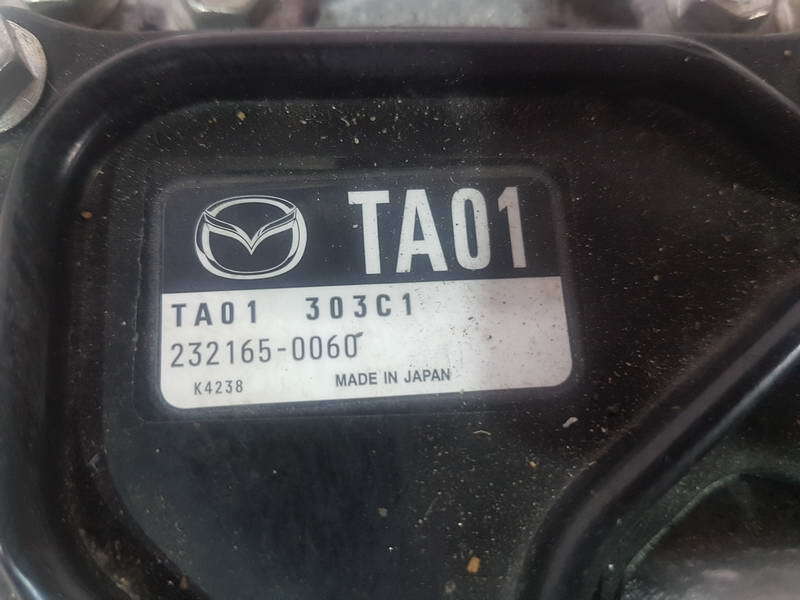 TA01
TA01 303C1
232165-0060
K4238 MADE IN JAPAN